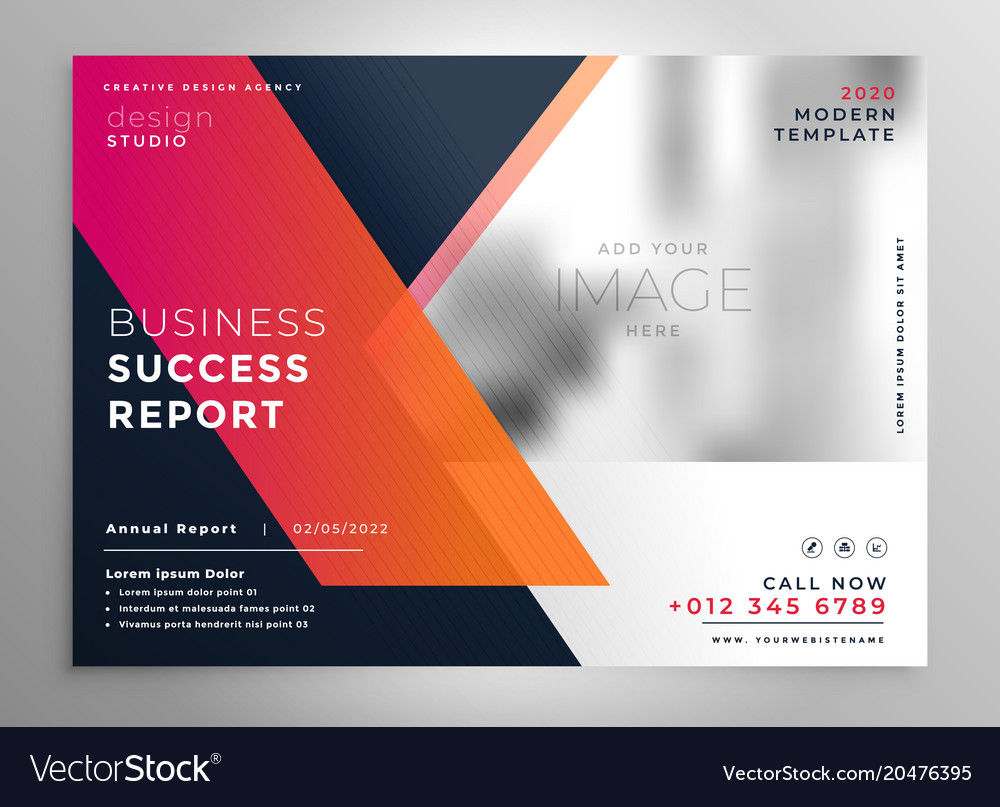 CREATIVE DESIGN AGENCY
design
STUDIO
2020
MODERN
TEMPLATE
ADD YOUR
IMAGE
HERE
LOREM IPSUM DOLOR SIT AMET
BUSINESS
SUCCESS
REPORT
Annual Report | 02/05/2022
Lorem ipsum Dolor
• Lorem ipsum dolor point 01
• Interdum et malesuada fames point 02
• Vivamus porta hendrerit nisi point 03
CALL NOW
+012 345 6789
WWW. YOURWEBISTENAME
VectorStock®
VectorStock.com/20476395